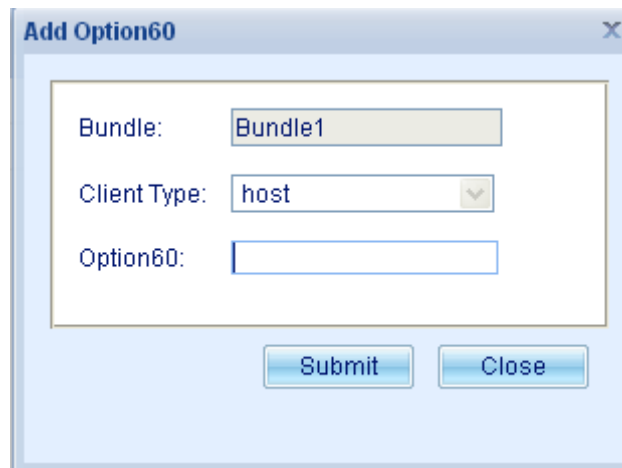 Add Option60
Bundle: Bundle1
Client Type: host
Option60:
Submit Close